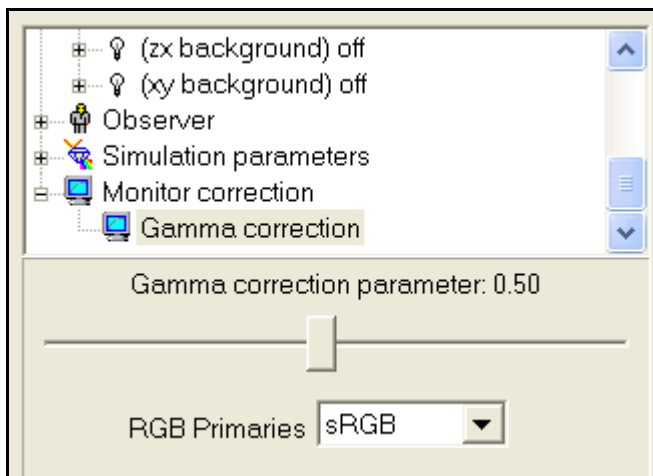 (zx background) off
(xy background) off
Observer
Simulation parameters
Monitor correction
Gamma correction
Gamma correction parameter: 0.50
RGB Primaries sRGB